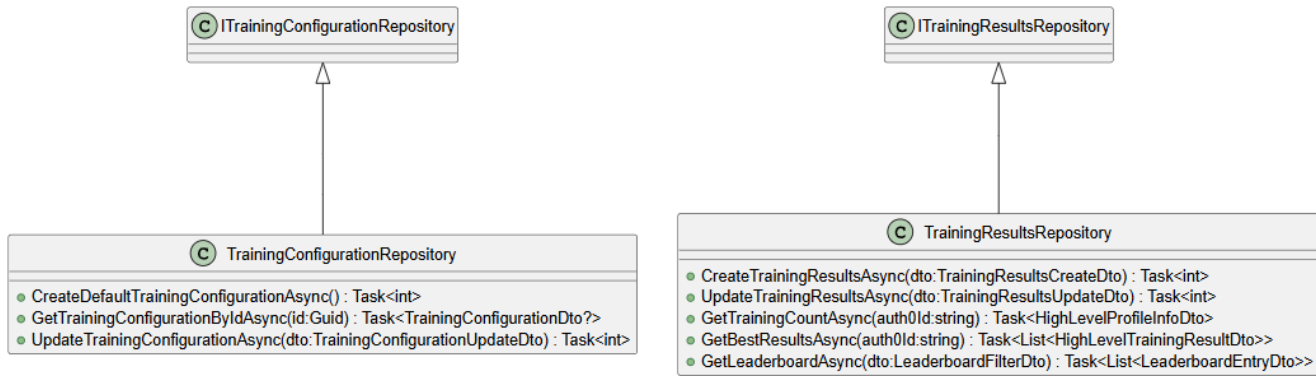 C ITrainingConfigurationRepository
C TrainingConfigurationRepository
CreateDefaultTrainingConfigurationAsync() : Task<int>
GetTrainingConfigurationByIdAsync(id:Guid) : Task<TrainingConfigurationDto?>
UpdateTrainingConfigurationAsync(dto:TrainingConfigurationUpdateDto) : Task<int>
C ITrainingResultsRepository
C TrainingResultsRepository
CreateTrainingResultsAsync(dto:TrainingResultsCreateDto) : Task<int>
UpdateTrainingResultsAsync(dto:TrainingResultsUpdateDto) : Task<int>
GetTrainingCountAsync(auth0Id:string) : Task<HighLevelProfileInfoDto>
GetBestResultsAsync(auth0Id:string) : Task<List<HighLevelTrainingResultDto>>
GetLeaderboardAsync(dto:LeaderboardFilterDto) : Task<List<LeaderboardEntryDto>>